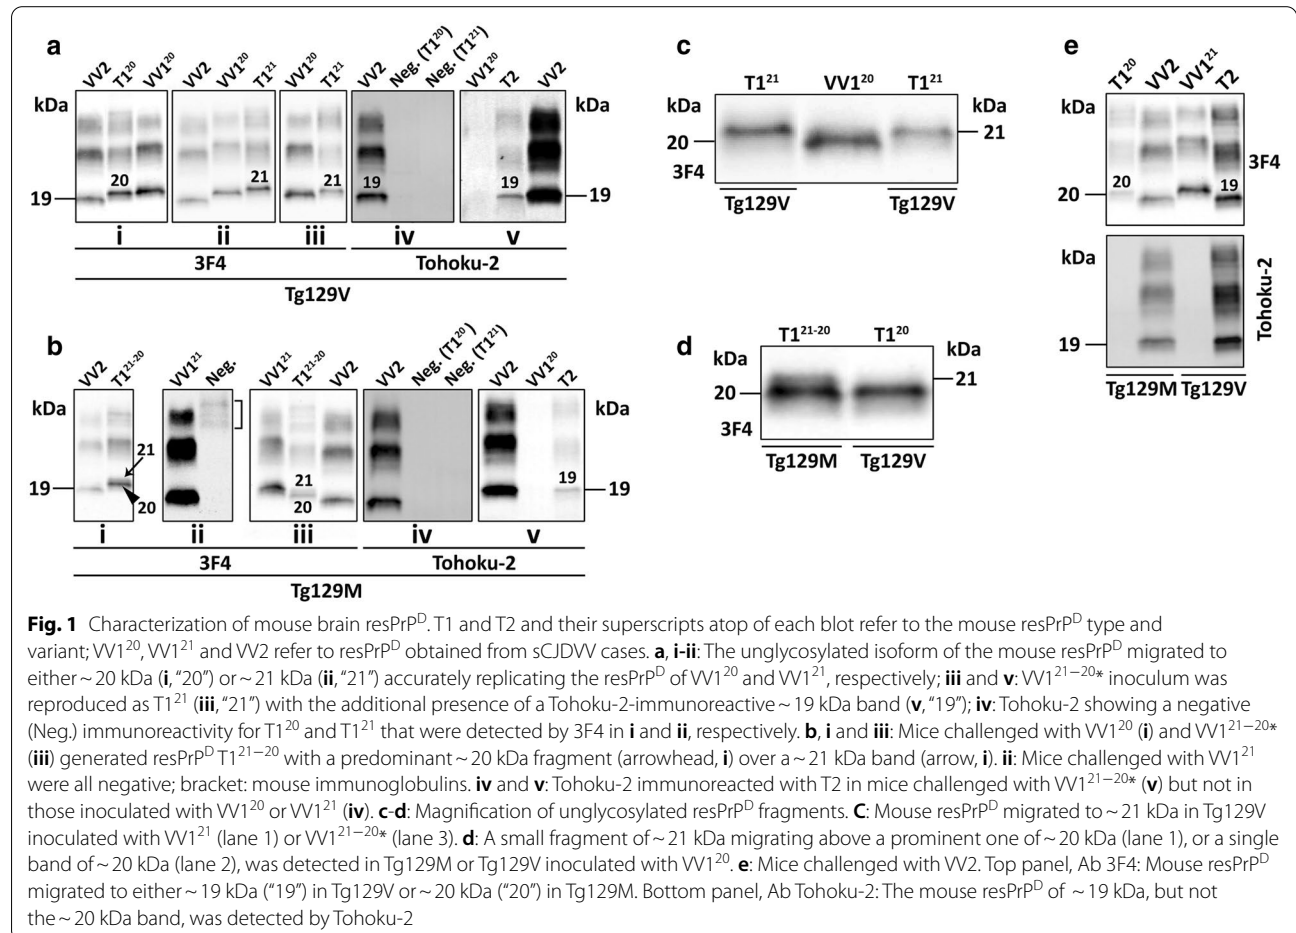 a
VV2 T1²⁰ VV1²⁰ VV2 VV1²⁰ T1²¹ VV1²⁰ T1²¹ VV2 Neg. (T1²⁰) Neg. (T1²¹) VV1²⁰ T2 VV2
kDa kDa
20 21 21 19 19
19 19
i ii iii iv v
3F4 Tohoku-2
Tg129V
b
VV2 T1²¹⁻²⁰ VV1²¹ Neg. VV1²¹ T1²¹⁻²⁰ VV2 VV2 Neg. (T1²⁰) Neg. (T1²¹) VV2 VV1²⁰ T2
kDa kDa
21 21 19
19 20 20 19
i ii iii iv v
3F4 Tohoku-2
Tg129M
c
T1²¹ VV1²⁰ T1²¹
kDa kDa
20 21
3F4
Tg129V Tg129V
d
T1²¹⁻²⁰ T1²⁰
kDa kDa
20 21
3F4
Tg129M Tg129V
e
T1²⁰ VV2 VV1²¹ T2
kDa
3F4
20 19
20
kDa
Tohoku-2
19
Tg129M Tg129V
Fig. 1 Characterization of mouse brain resPrPᴰ. T1 and T2 and their superscripts atop of each blot refer to the mouse resPrPᴰ type and
variant; VV1²⁰, VV1²¹ and VV2 refer to resPrPᴰ obtained from sCJDVV cases. a, i-ii: The unglycosylated isoform of the mouse resPrPᴰ migrated to
either ~ 20 kDa (i, “20”) or ~ 21 kDa (ii, “21”) accurately replicating the resPrPᴰ of VV1²⁰ and VV1²¹, respectively; iii and v: VV1²¹⁻²⁰* inoculum was
reproduced as T1²¹ (iii, “21”) with the additional presence of a Tohoku-2-immunoreactive ~ 19 kDa band (v, “19”); iv: Tohoku-2 showing a negative
(Neg.) immunoreactivity for T1²⁰ and T1²¹ that were detected by 3F4 in i and ii, respectively. b, i and iii: Mice challenged with VV1²⁰ (i) and VV1²¹⁻²⁰*
(iii) generated resPrPᴰ T1²¹⁻²⁰ with a predominant ~ 20 kDa fragment (arrowhead, i) over a ~ 21 kDa band (arrow, i). ii: Mice challenged with VV1²¹
were all negative; bracket: mouse immunoglobulins. iv and v: Tohoku-2 immunoreacted with T2 in mice challenged with VV1²¹⁻²⁰* (v) but not in
those inoculated with VV1²⁰ or VV1²¹ (iv). c-d: Magnification of unglycosylated resPrPᴰ fragments. C: Mouse resPrPᴰ migrated to ~ 21 kDa in Tg129V
inoculated with VV1²¹ (lane 1) or VV1²¹⁻²⁰* (lane 3). d: A small fragment of ~ 21 kDa migrating above a prominent one of ~ 20 kDa (lane 1), or a single
band of ~ 20 kDa (lane 2), was detected in Tg129M or Tg129V inoculated with VV1²⁰. e: Mice challenged with VV2. Top panel, Ab 3F4: Mouse resPrPᴰ
migrated to either ~ 19 kDa (“19”) in Tg129V or ~ 20 kDa (“20”) in Tg129M. Bottom panel, Ab Tohoku-2: The mouse resPrPᴰ of ~ 19 kDa, but not
the ~ 20 kDa band, was detected by Tohoku-2